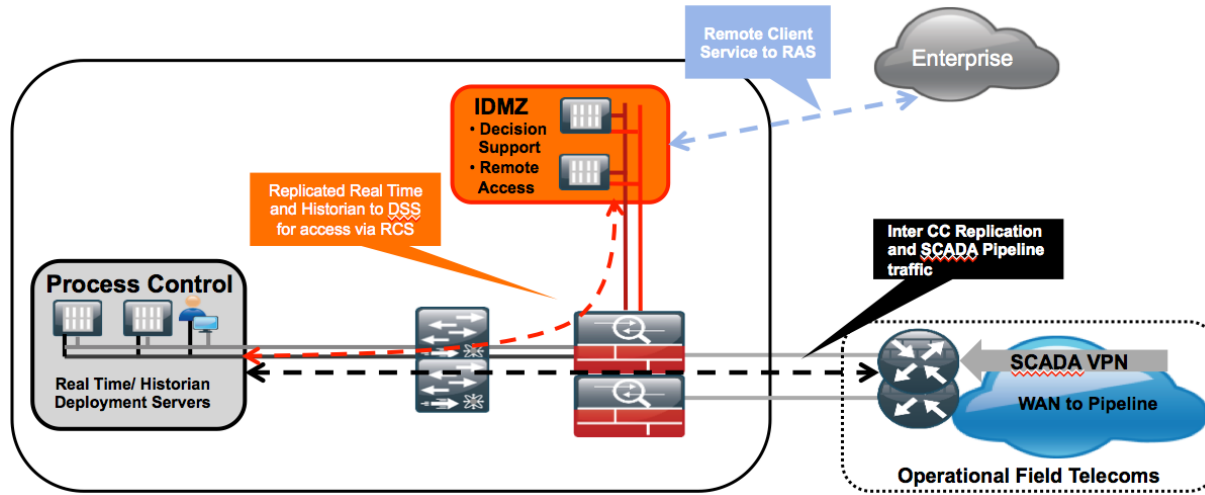 Remote Client
Service to RAS
Enterprise
IDMZ
• Decision
Support
• Remote
Access
Replicated Real Time
and Historian to DSS
for access via RCS
Inter CC Replication
and SCADA Pipeline
traffic
Process Control
Real Time/ Historian
Deployment Servers
SCADA VPN
WAN to Pipeline
Operational Field Telecoms